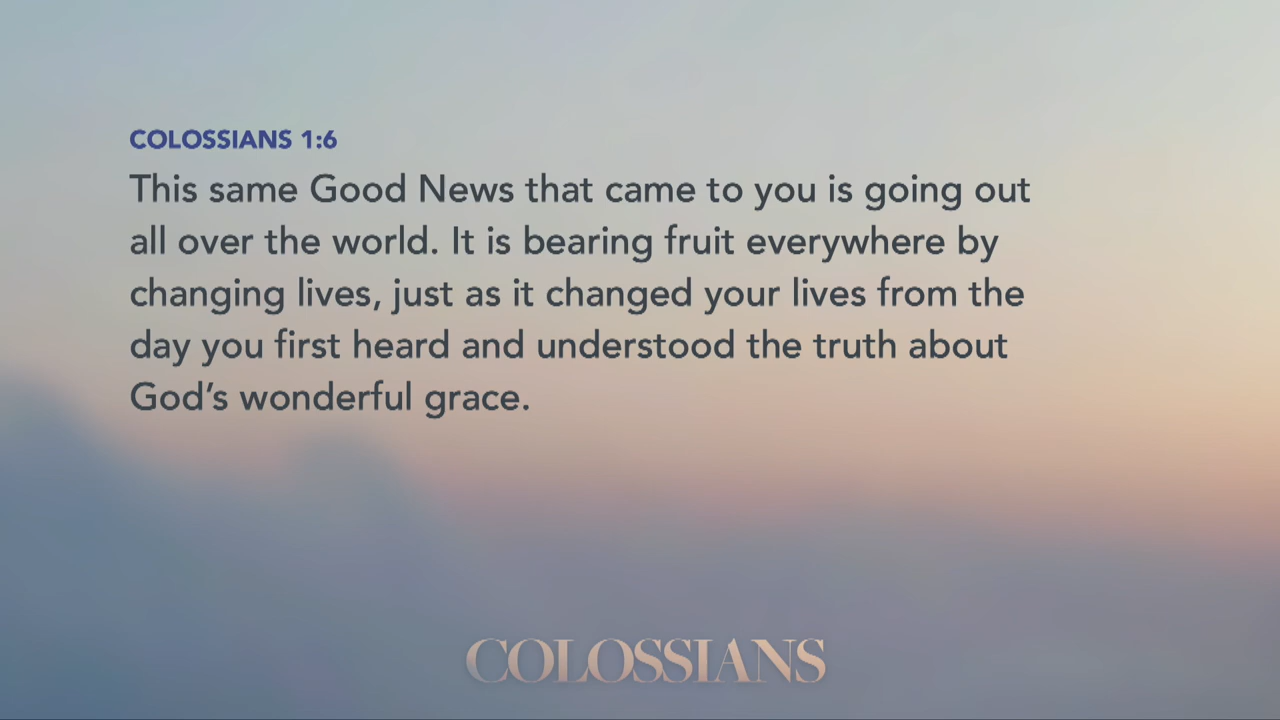 COLOSSIANS 1:6
This same Good News that came to you is going out
all over the world. It is bearing fruit everywhere by
changing lives, just as it changed your lives from the
day you first heard and understood the truth about
God’s wonderful grace.
COLOSSIANS